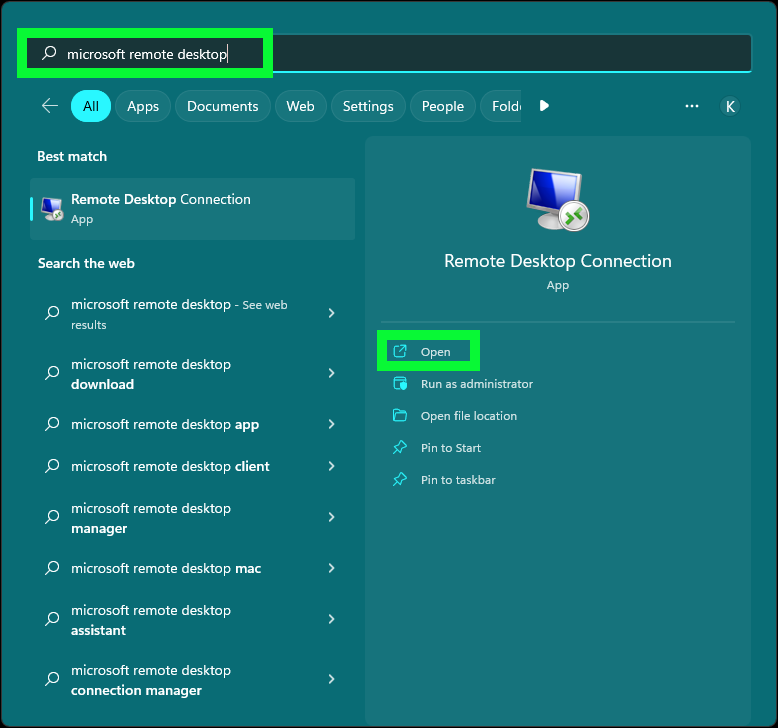 microsoft remote desktop
All Apps Documents Web Settings People Folde K
Best match
Remote Desktop Connection
App
Search the web
microsoft remote desktop - See web
results
microsoft remote desktop
download
microsoft remote desktop app
microsoft remote desktop client
microsoft remote desktop
manager
microsoft remote desktop mac
microsoft remote desktop
assistant
microsoft remote desktop
connection manager
Remote Desktop Connection
App
Open
Run as administrator
Open file location
Pin to Start
Pin to taskbar